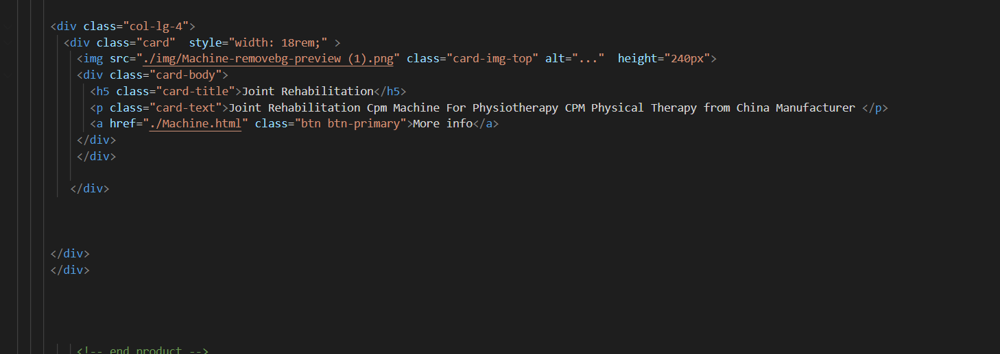 <div class="col-lg-4">
<div class="card"  style="width: 18rem;" >
<img src="./img/Machine-removebg-preview (1).png" class="card-img-top" alt="..."  height="240px">
<div class="card-body">
<h5 class="card-title">Joint Rehabilitation</h5>
<p class="card-text">Joint Rehabilitation Cpm Machine For Physiotherapy CPM Physical Therapy from China Manufacturer </p>
<a href="./Machine.html" class="btn btn-primary">More info</a>
</div>
</div>
</div>
</div>
</div>
<!-- end product -->